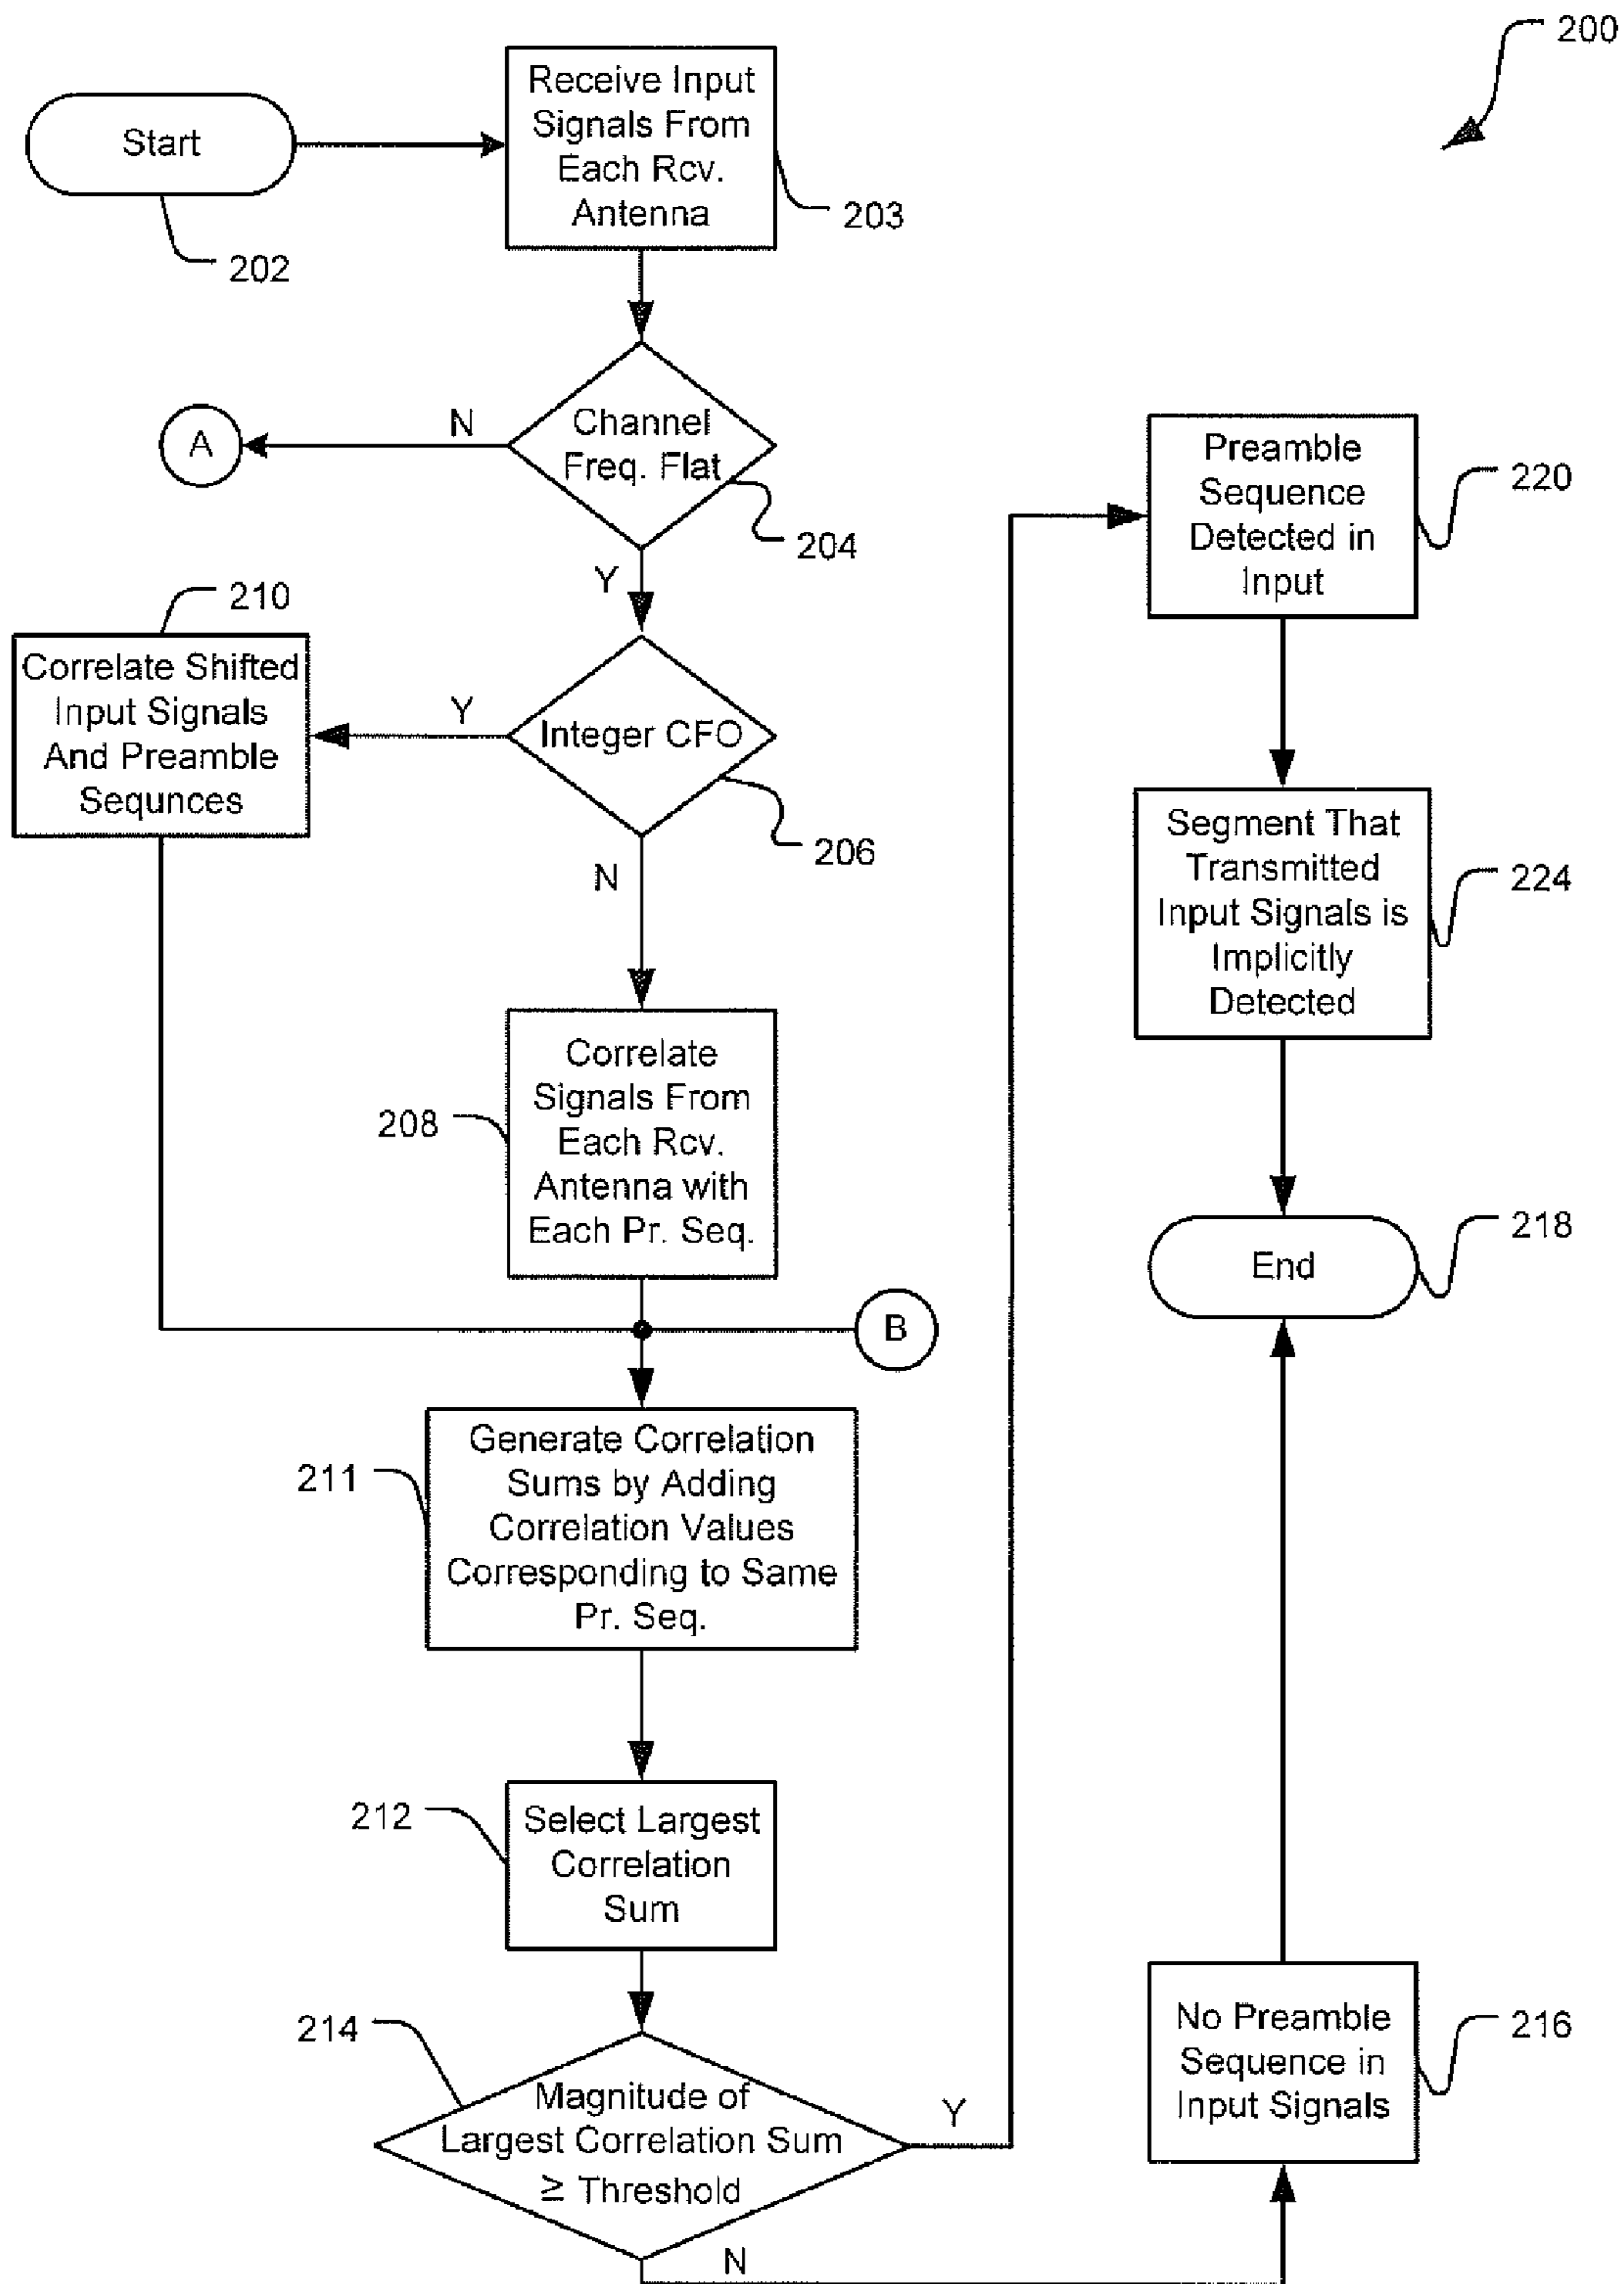 200
Start
202
Receive Input
Signals From
Each Rcv.
Antenna
203
Channel
Freq. Flat
204
N
A
Y
Integer CFO
206
Y
210
Correlate Shifted
Input Signals
And Preamble
Sequnces
N
208
Correlate
Signals From
Each Rcv.
Antenna with
Each Pr. Seq.
B
211
Generate Correlation
Sums by Adding
Correlation Values
Corresponding to Same
Pr. Seq.
212
Select Largest
Correlation
Sum
214
Magnitude of
Largest Correlation Sum
≥ Threshold
Y
N
Preamble
Sequence
Detected in
Input
220
Segment That
Transmitted
Input Signals is
Implicitly
Detected
224
End
218
No Preamble
Sequence in
Input Signals
216